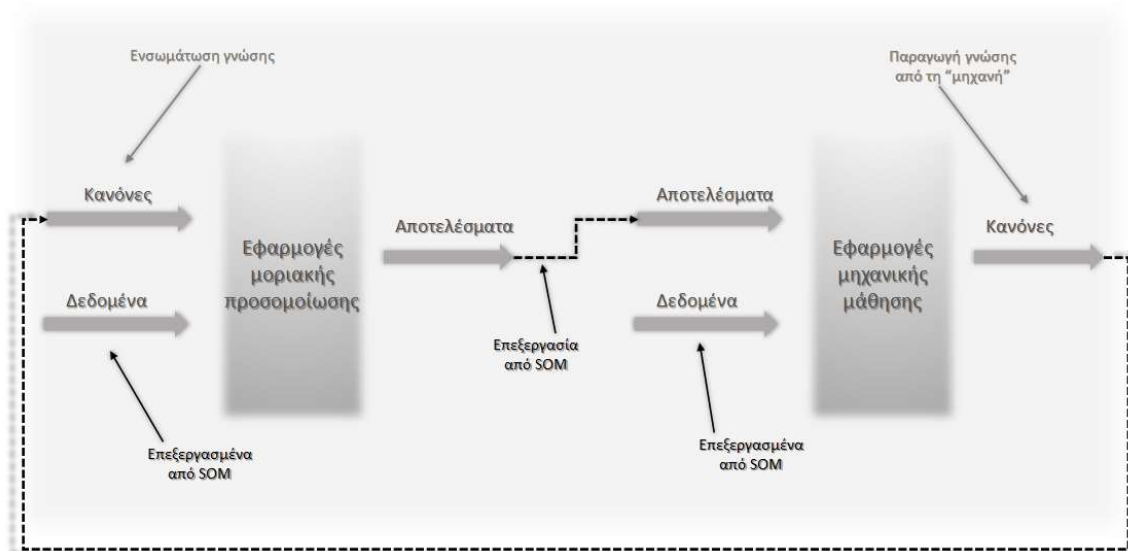 Ενσωμάτωση γνώσης
Παραγωγή γνώσης
από τη “μηχανή”
Κανόνες
Αποτελέσματα
Αποτελέσματα
Κανόνες
Εφαρμογές
μοριακής
προσομοίωσης
Εφαρμογές
μηχανικής
μάθησης
Δεδομένα
Δεδομένα
Επεξεργασία
από SOM
Επεξεργασμένα
από SOM
Επεξεργασμένα
από SOM